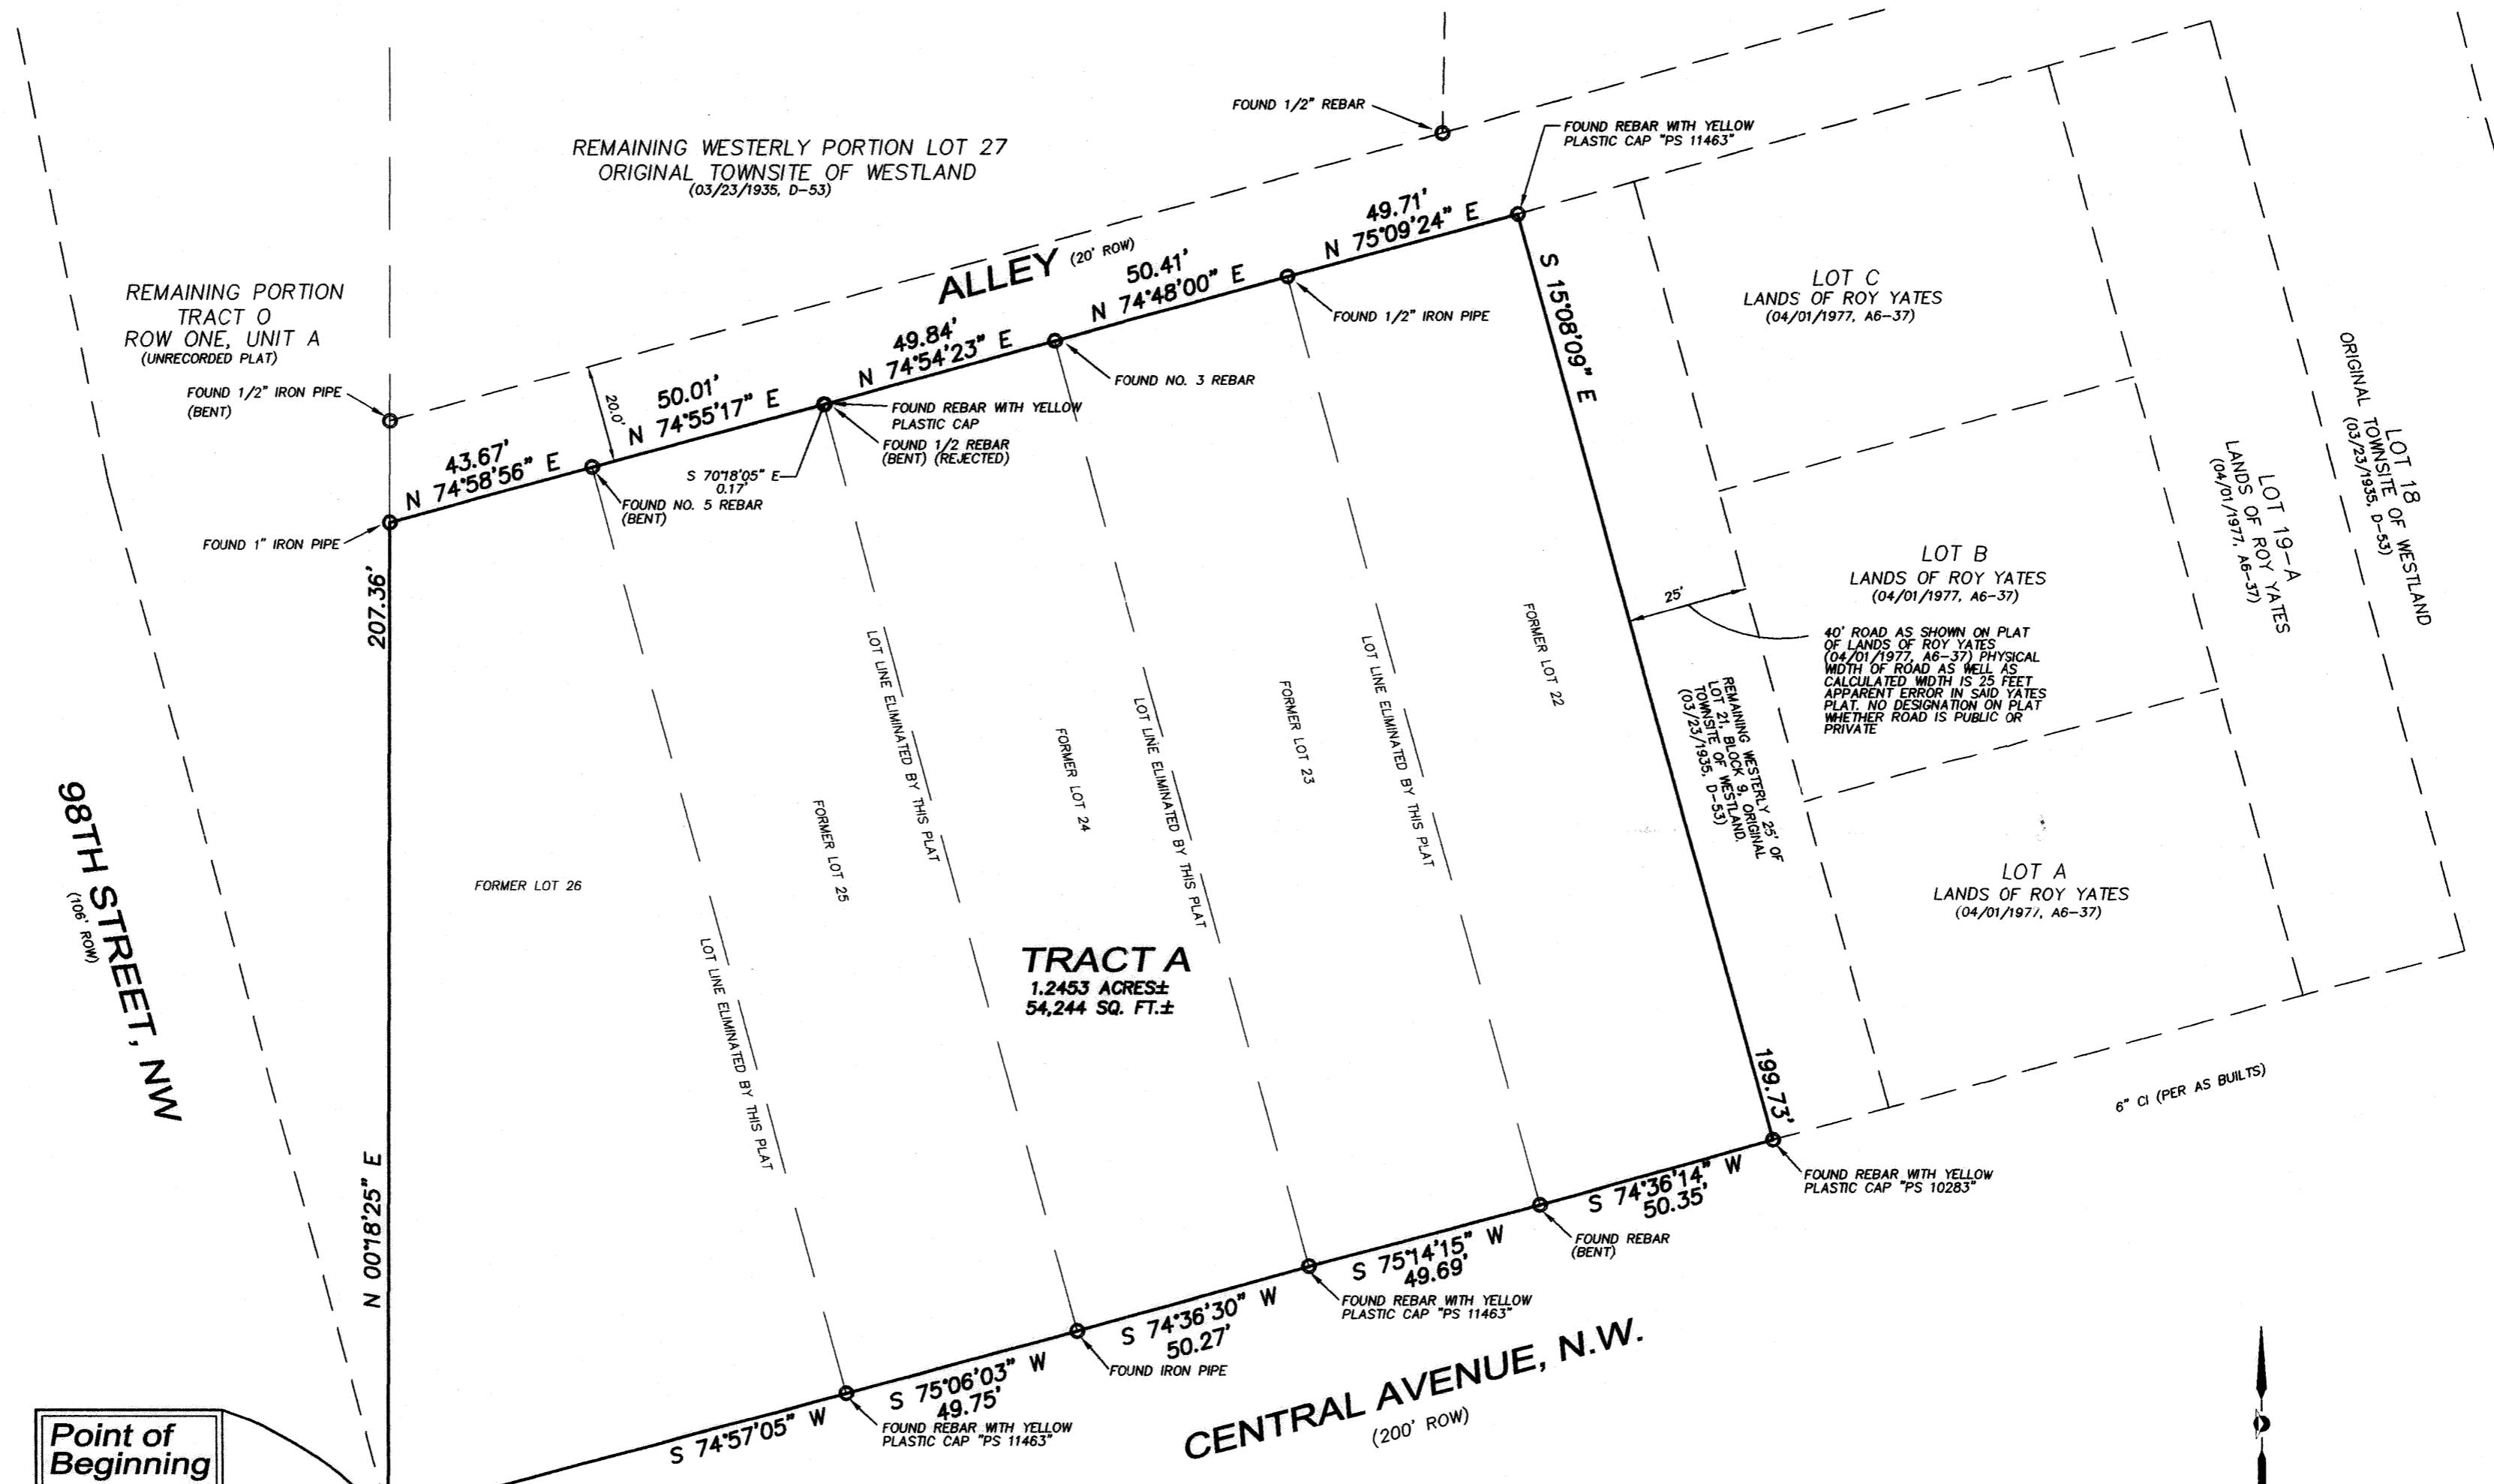 FOUND 1/2" REBAR
FOUND REBAR WITH YELLOW
PLASTIC CAP "PS 11463"
REMAINING WESTERLY PORTION LOT 27
ORIGINAL TOWNSITE OF WESTLAND
(03/23/1935, D-53)
49.71'
N 75°09'24" E
ALLEY (20' ROW)
50.41'
N 74°48'00" E
S 15°08'09" E
LOT C
LANDS OF ROY YATES
(04/01/1977, A6-37)
REMAINING PORTION
TRACT O
ROW ONE, UNIT A
(UNRECORDED PLAT)
FOUND 1/2" IRON PIPE
49.84'
N 74°54'23" E
FOUND 1/2" IRON PIPE
(BENT)
FOUND NO. 3 REBAR
50.01'
N 74°55'17" E
20.0'
FOUND REBAR WITH YELLOW
PLASTIC CAP
FOUND 1/2 REBAR
(BENT) (REJECTED)
43.67'
N 74°58'56" E
S 70°18'05" E
0.17'
FOUND NO. 5 REBAR
(BENT)
FOUND 1" IRON PIPE
LOT 18
ORIGINAL
TOWNSITE OF WESTLAND
(03/23/1935, D-53)
LOT 19-A
LANDS OF ROY YATES
(04/01/1977, A6-37)
207.36'
LOT B
LANDS OF ROY YATES
(04/01/1977, A6-37)
25'
40' ROAD AS SHOWN ON PLAT
OF LANDS OF ROY YATES
(04/01/1977, A6-37) PHYSICAL
WIDTH OF ROAD AS WELL AS
CALCULATED WIDTH IS 25 FEET
APPARENT ERROR IN SAID YATES
PLAT. NO DESIGNATION ON PLAT
WHETHER ROAD IS PUBLIC OR
PRIVATE
REMAINING WESTERLY 25' OF
LOT 21, BLOCK 9, ORIGINAL
TOWNSITE OF WESTLAND.
(03/23/1935, D-53)
FORMER LOT 22
LOT LINE ELIMINATED BY THIS PLAT
FORMER LOT 23
LOT LINE ELIMINATED BY THIS PLAT
FORMER LOT 24
LOT LINE ELIMINATED BY THIS PLAT
FORMER LOT 25
LOT LINE ELIMINATED BY THIS PLAT
FORMER LOT 26
98TH STREET, NW
(106' ROW)
LOT A
LANDS OF ROY YATES
(04/01/1977, A6-37)
TRACT A
1.2453 ACRES±
54,244 SQ. FT.±
199.73'
6" CI (PER AS BUILTS)
FOUND REBAR WITH YELLOW
PLASTIC CAP "PS 10283"
N 00°18'25" E
S 74°36'14" W
50.35'
FOUND REBAR
(BENT)
S 75°14'15" W
49.69'
FOUND REBAR WITH YELLOW
PLASTIC CAP "PS 11463"
S 74°36'30" W
50.27'
FOUND IRON PIPE
S 75°06'03" W
49.75'
FOUND REBAR WITH YELLOW
PLASTIC CAP "PS 11463"
S 74°57'05" W
CENTRAL AVENUE, N.W.
(200' ROW)
Point of
Beginning